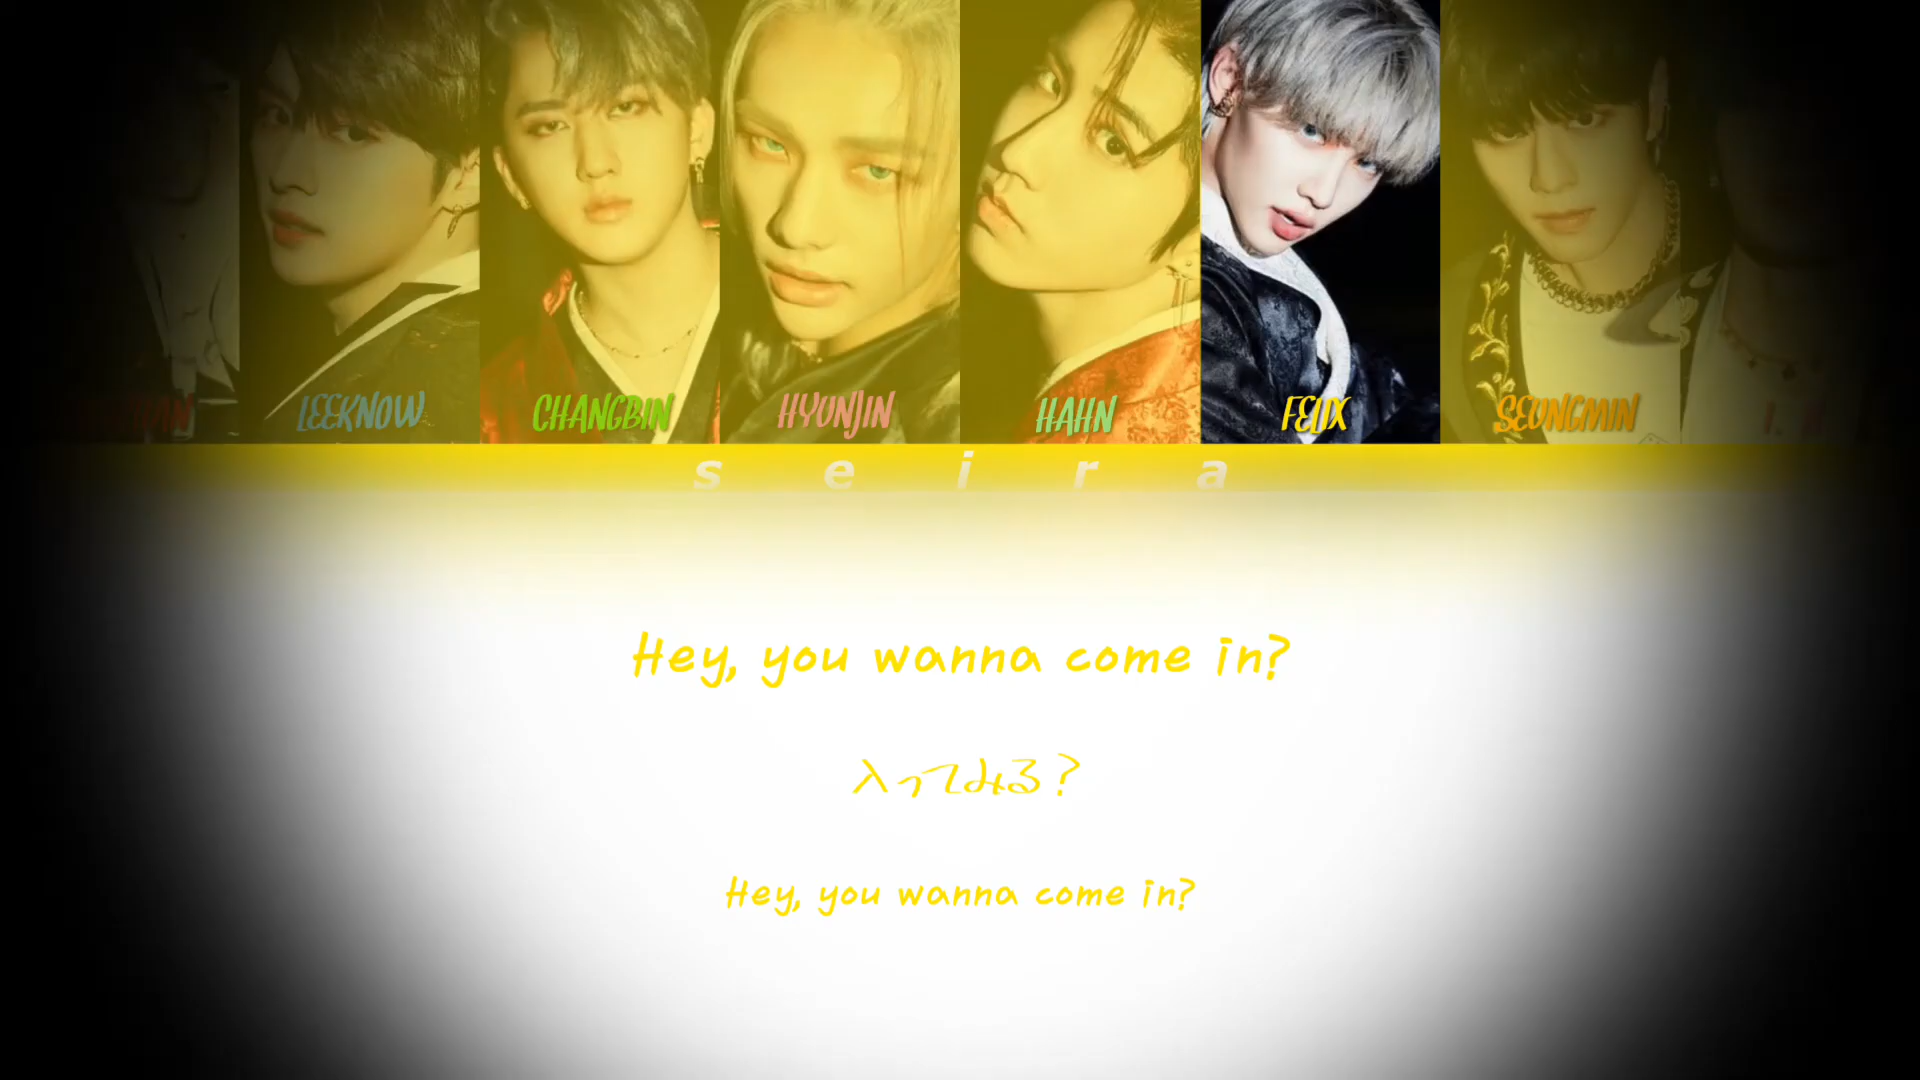 LEEKNOW
CHANGBIN
HYUNJIN
HAHN
FELIX
SEUNGMIN
I.N
s e i r a
Hey, you wanna come in?
入ってみる?
Hey, you wanna come in?